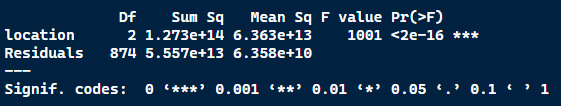 Df Sum Sq Mean Sq F value Pr(>F)
location 2 1.273e+14 6.363e+13 1001 <2e-16 ***
Residuals 874 5.557e+13 6.358e+10
---
Signif. codes: 0 ‘***’ 0.001 ‘**’ 0.01 ‘*’ 0.05 ‘.’ 0.1 ‘ ’ 1